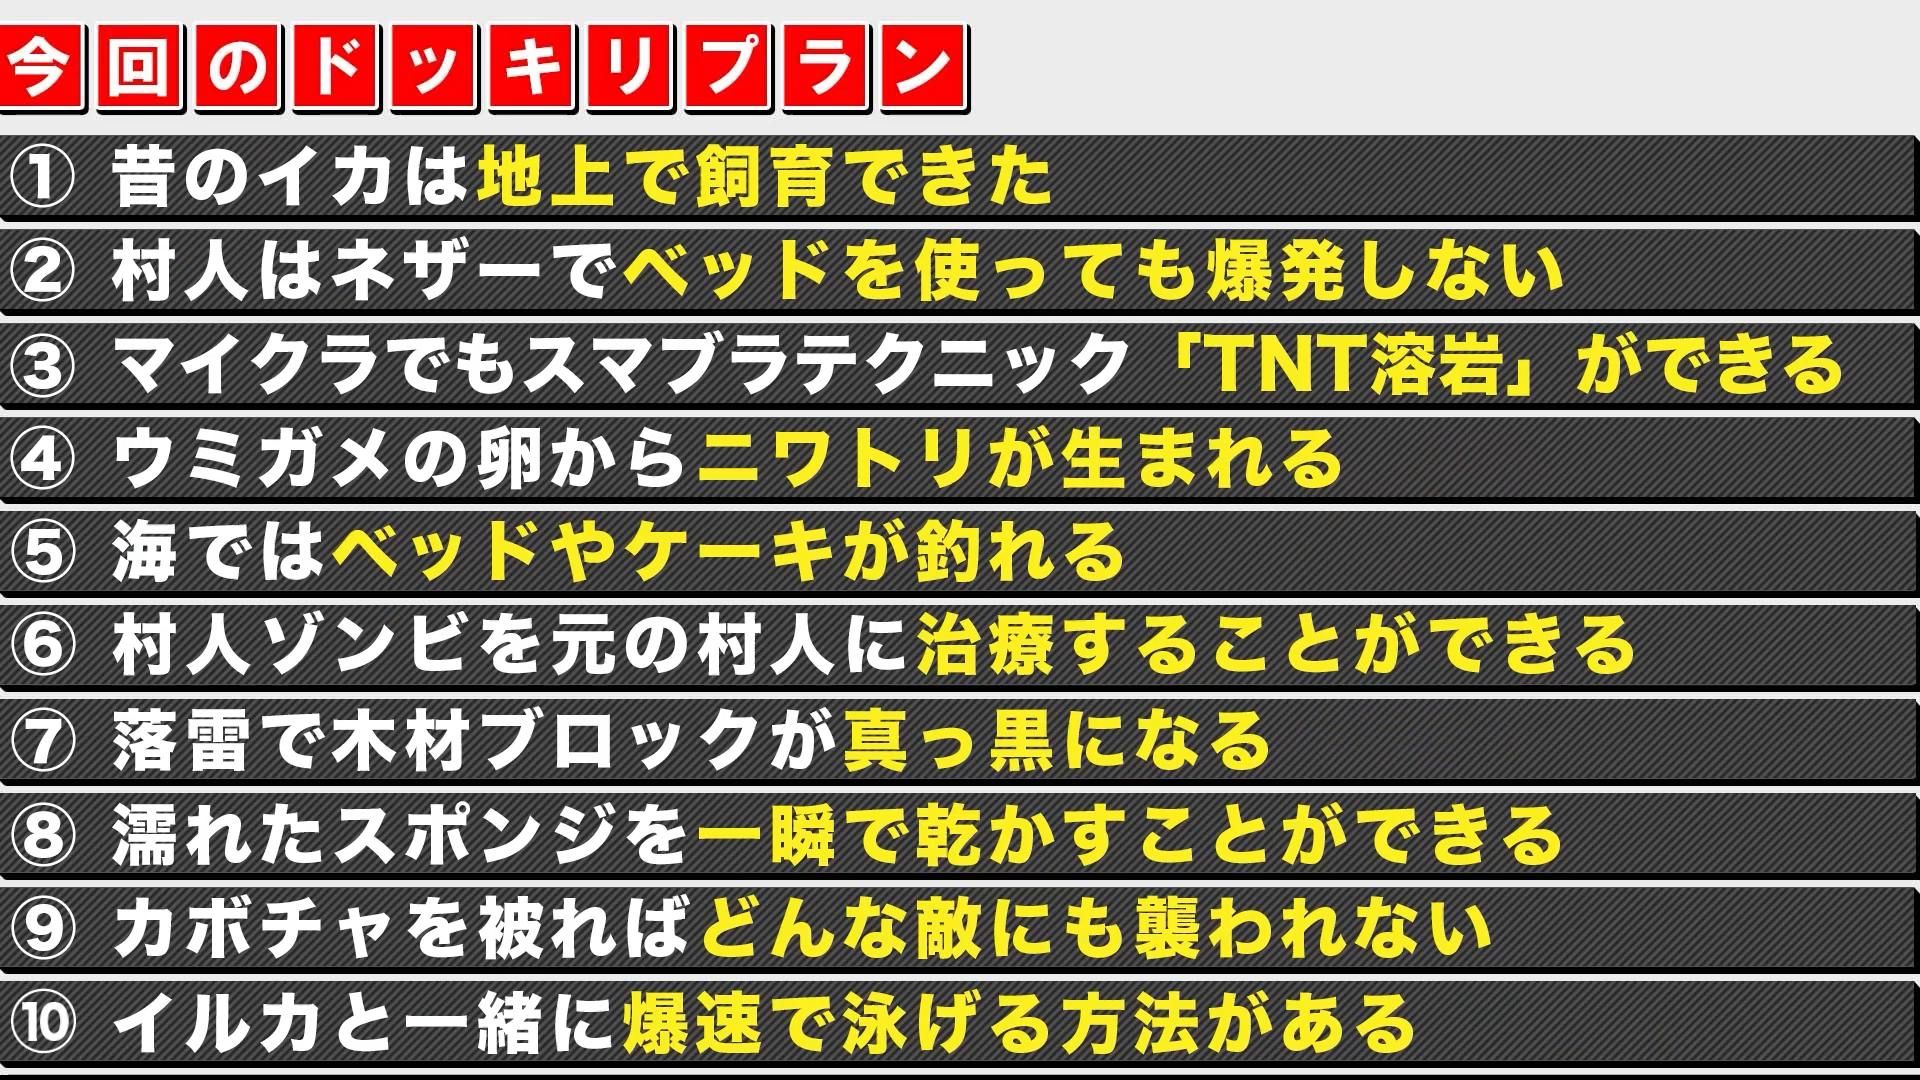 今回のドッキリプラン
① 昔のイカは地上で飼育できた
② 村人はネザーでベッドを使っても爆発しない
③ マイクラでもスマブラテクニック「TNT溶岩」ができる
④ ウミガメの卵からニワトリが生まれる
⑤ 海ではベッドやケーキが釣れる
⑥ 村人ゾンビを元の村人に治療することができる
⑦ 落雷で木材ブロックが真っ黒になる
⑧ 濡れたスポンジを一瞬で乾かすことができる
⑨ カボチャを被ればどんな敵にも襲われない
⑩ イルカと一緒に爆速で泳げる方法がある